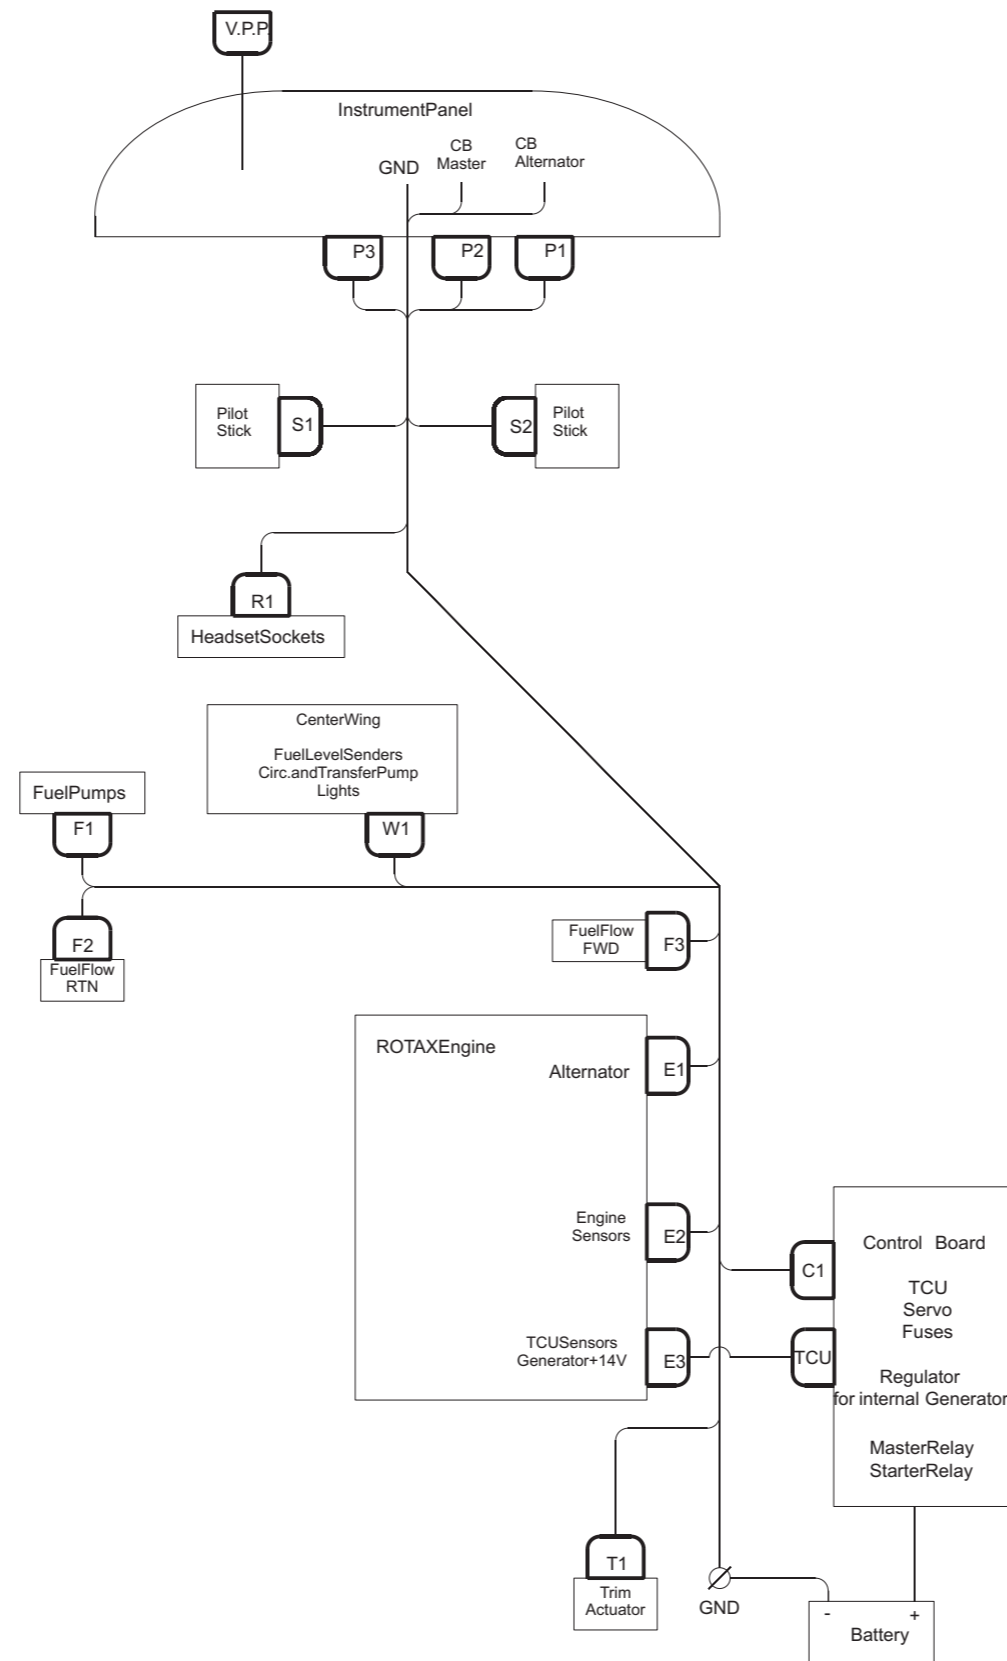 V.P.P.
InstrumentPanel
CB
Master
CB
Alternator
GND
P3
P2
P1
Pilot
Stick
S1
S2
Pilot
Stick
R1
HeadsetSockets
CenterWing
FuelLevelSenders
Circ.andTransferPump
Lights
FuelPumps
F1
W1
F2
FuelFlow
RTN
FuelFlow
FWD
F3
ROTAXEngine
Alternator
E1
Engine
Sensors
E2
C1
Control Board
TCU
Servo
Fuses
TCUSensors
Generator+14V
E3
TCU
Regulator
for internal Generator
MasterRelay
StarterRelay
T1
Trim
Actuator
GND
- +
Battery